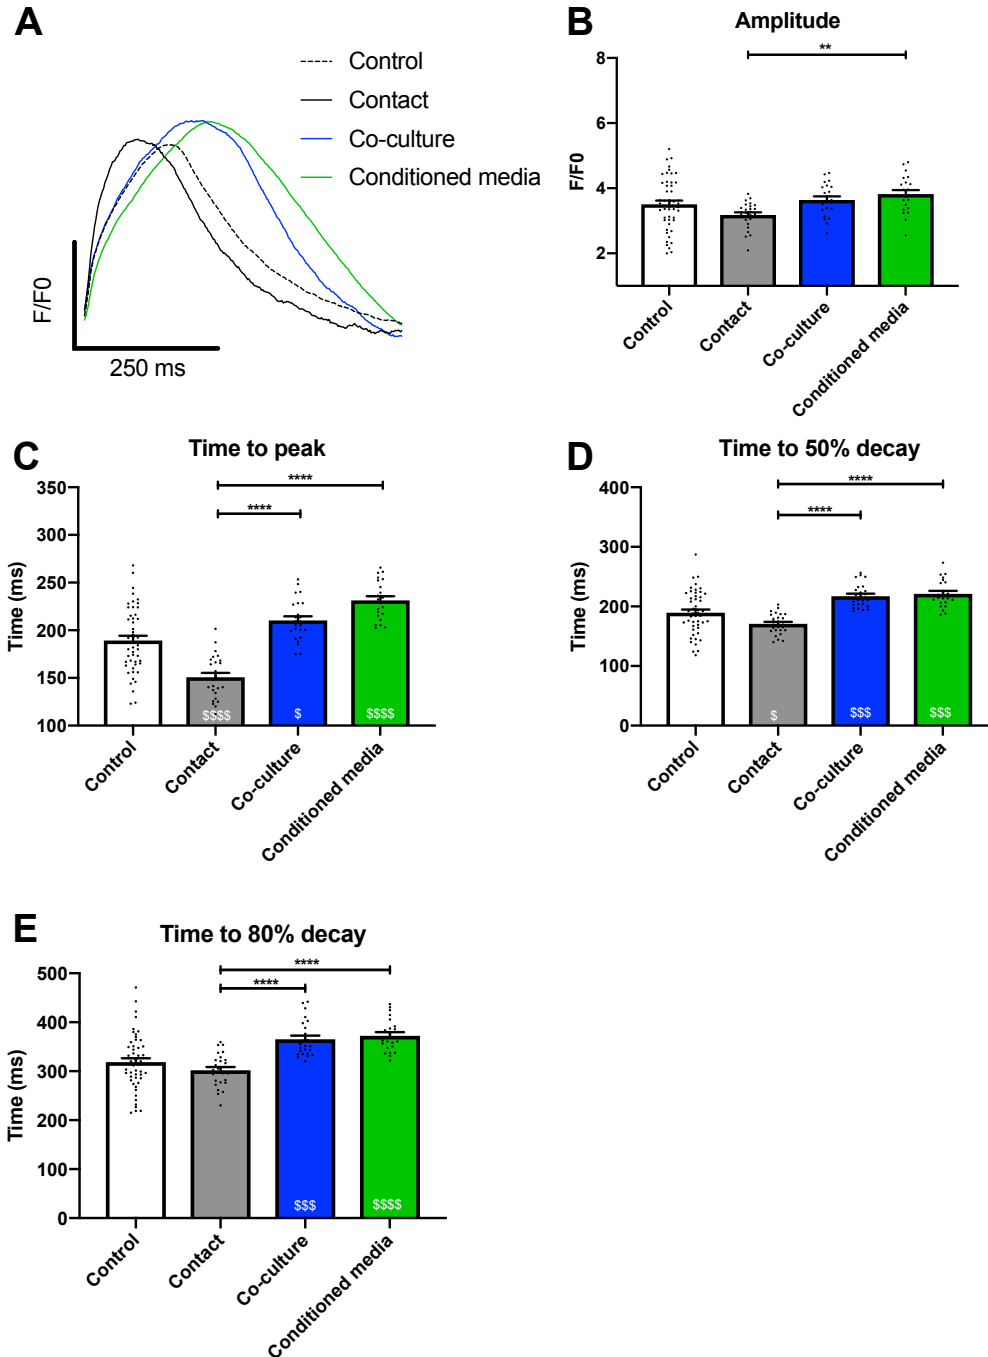 A
Control
Contact
Co-culture
Conditioned media
F/F0
250 ms
B
Amplitude
**
F/F0
8
6
4
2
Control
Contact
Co-culture
Conditioned media
C
Time to peak
****
****
Time (ms)
350
300
250
200
150
100
$$$$
$
$$$$
Control
Contact
Co-culture
Conditioned media
D
Time to 50% decay
****
****
Time (ms)
400
300
200
100
0
$
$$$
$$$
Control
Contact
Co-culture
Conditioned media
E
Time to 80% decay
****
****
Time (ms)
500
400
300
200
100
0
$$$
$$$$
Control
Contact
Co-culture
Conditioned media